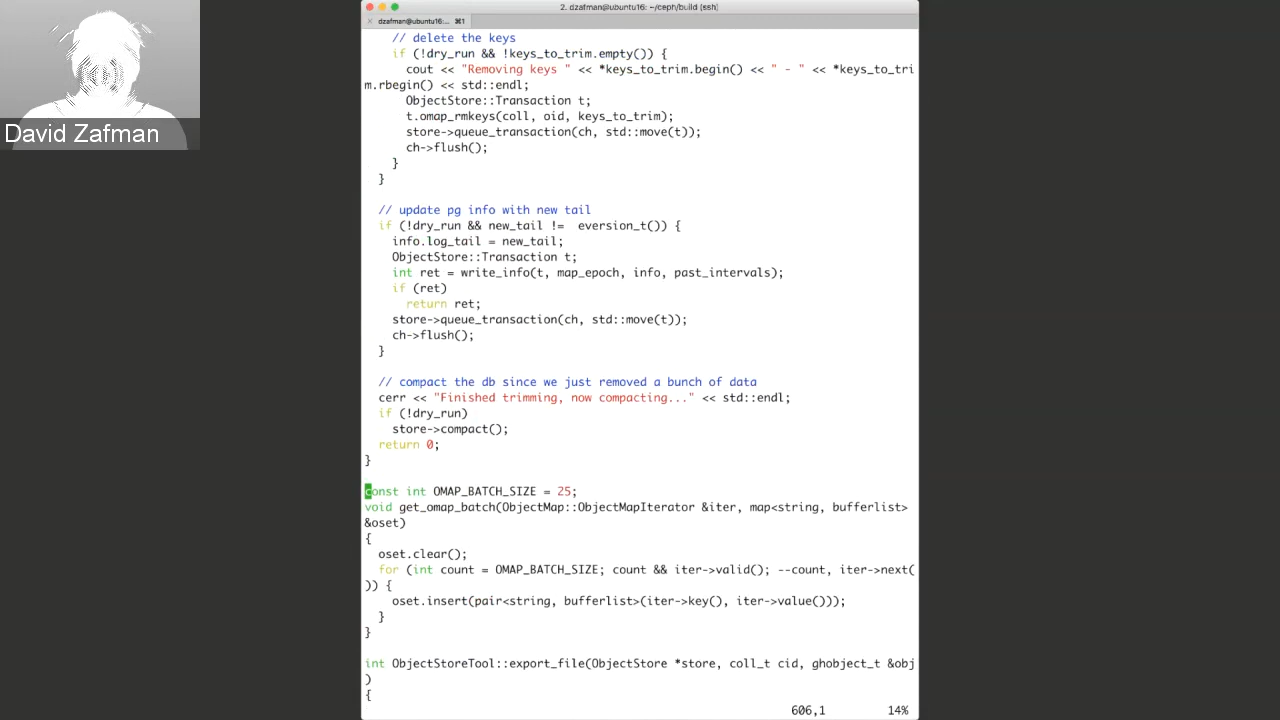 2. dzafman@ubuntu16: ~/ceph/build (ssh)
× dzafman@ubuntu16:... ⌘1
David Zafman
// delete the keys
if (!dry_run && !keys_to_trim.empty()) {
cout << "Removing keys " << *keys_to_trim.begin() << " - " << *keys_to_tri
m.rbegin() << std::endl;
ObjectStore::Transaction t;
t.omap_rmkeys(coll, oid, keys_to_trim);
store->queue_transaction(ch, std::move(t));
ch->flush();
}
}
// update pg info with new tail
if (!dry_run && new_tail !=  eversion_t()) {
info.log_tail = new_tail;
ObjectStore::Transaction t;
int ret = write_info(t, map_epoch, info, past_intervals);
if (ret)
return ret;
store->queue_transaction(ch, std::move(t));
ch->flush();
}
// compact the db since we just removed a bunch of data
cerr << "Finished trimming, now compacting..." << std::endl;
if (!dry_run)
store->compact();
return 0;
}
const int OMAP_BATCH_SIZE = 25;
void get_omap_batch(ObjectMap::ObjectMapIterator &iter, map<string, bufferlist>
&oset)
{
oset.clear();
for (int count = OMAP_BATCH_SIZE; count && iter->valid(); --count, iter->next(
)) {
oset.insert(pair<string, bufferlist>(iter->key(), iter->value()));
}
}
int ObjectStoreTool::export_file(ObjectStore *store, coll_t cid, ghobject_t &obj
)
{
606,1 14%